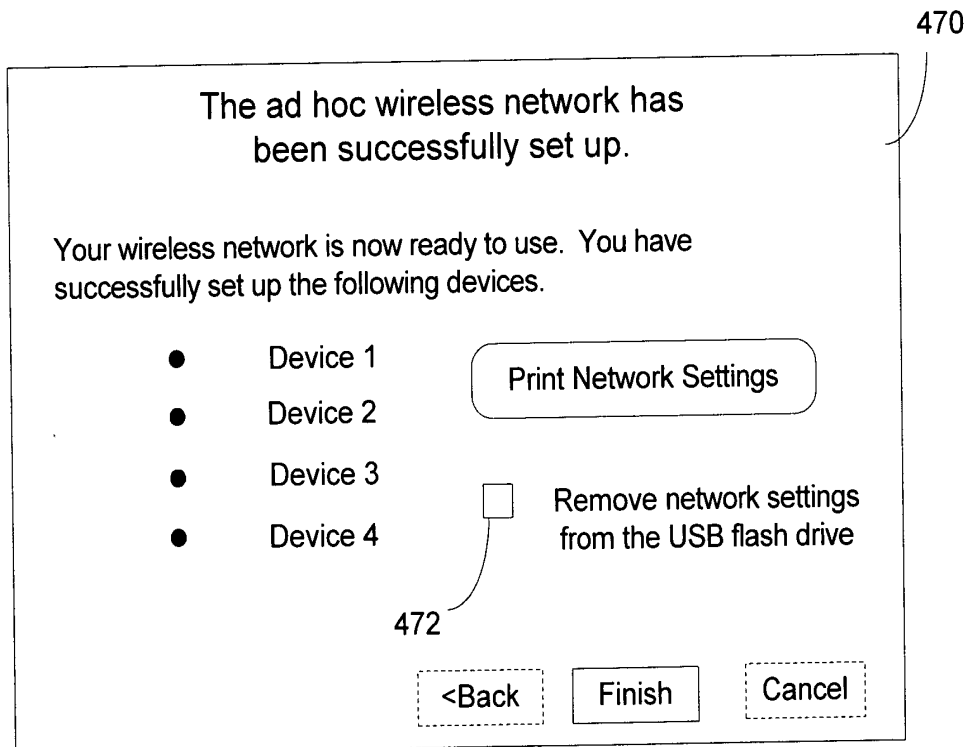 470
The ad hoc wireless network has
been successfully set up.
Your wireless network is now ready to use. You have
successfully set up the following devices.
● Device 1
● Device 2
● Device 3
● Device 4
Print Network Settings
Remove network settings
from the USB flash drive
472
<Back
Finish
Cancel